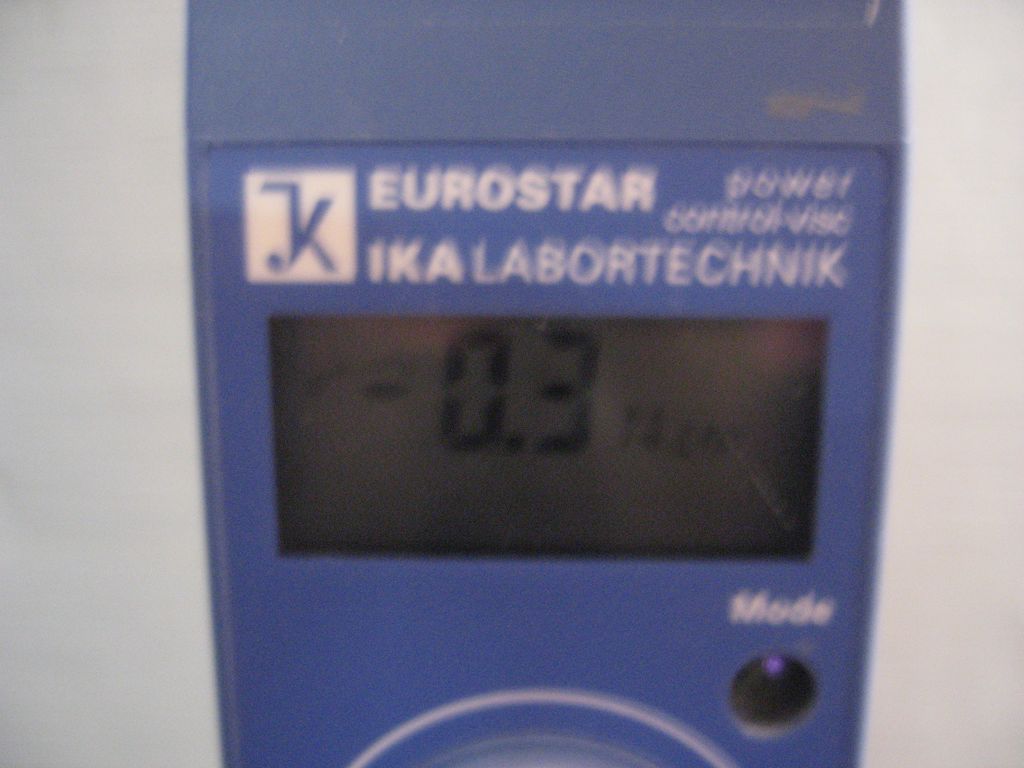 EUROSTAR power
control-visc
IKA LABORTECHNIK
-0.3
Mode